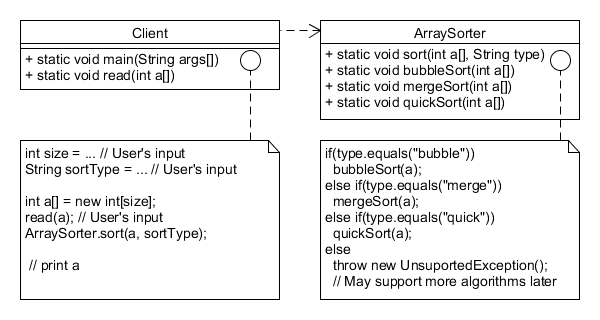 Client
+ static void main(String args[])
+ static void read(int a[])
int size = ... // User's input
String sortType = ... // User's input
int a[] = new int[size];
read(a); // User's input
ArraySorter.sort(a, sortType);
// print a
ArraySorter
+ static void sort(int a[], String type)
+ static void bubbleSort(int a[])
+ static void mergeSort(int a[])
+ static void quickSort(int a[])
if(type.equals("bubble"))
bubbleSort(a);
else if(type.equals("merge"))
mergeSort(a);
else if(type.equals("quick"))
quickSort(a);
else
throw new UnsuportedException();
// May support more algorithms later